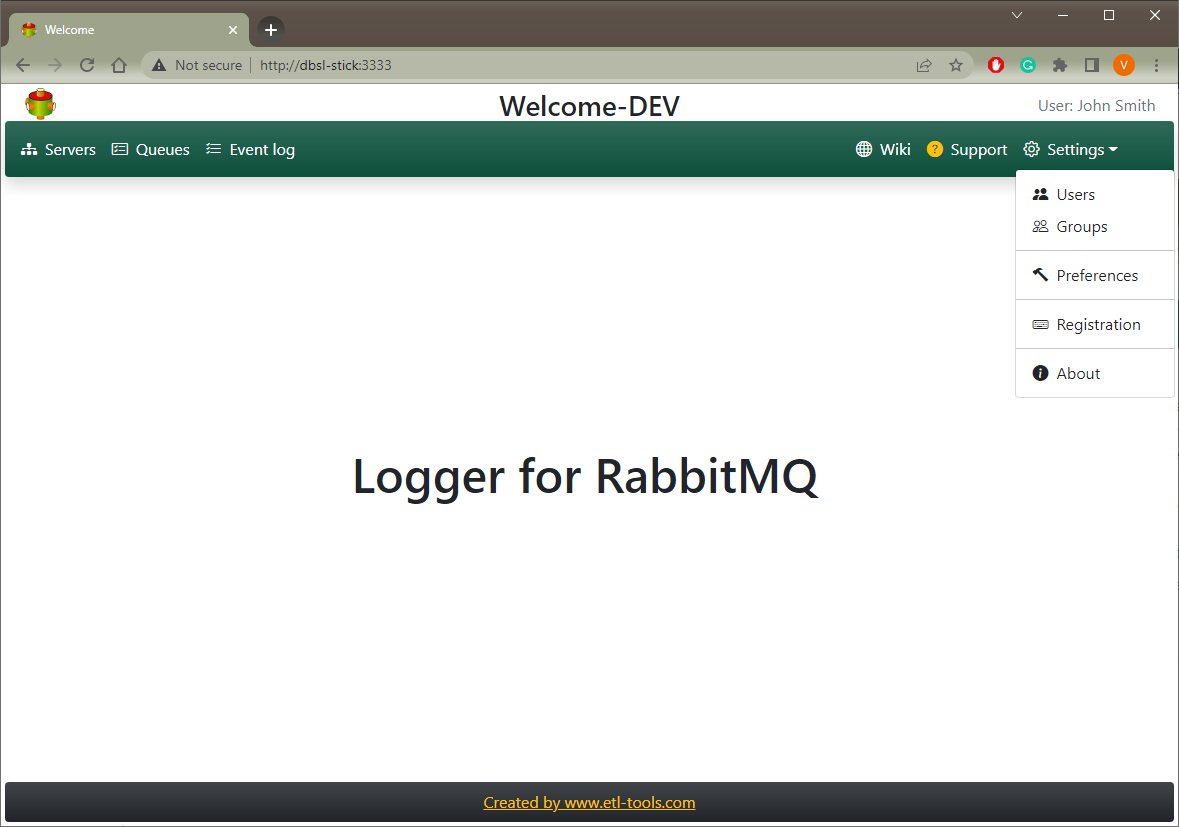 Welcome
Not secure
http://dbsl-stick:3333
V
Welcome-DEV
User: John Smith
Servers Queues Event log Wiki ? Support Settings
Users
Groups
Preferences
Registration
About
Logger for RabbitMQ
Created by www.etl-tools.com